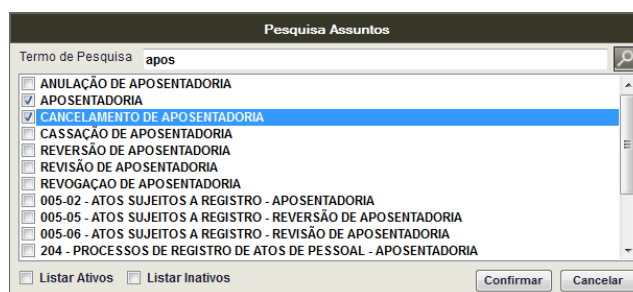 Pesquisa Assuntos
Termo de Pesquisa apos
ANULAÇÃO DE APOSENTADORIA
APOSENTADORIA
CANCELAMENTO DE APOSENTADORIA
CASSAÇÃO DE APOSENTADORIA
REVERSÃO DE APOSENTADORIA
REVISÃO DE APOSENTADORIA
REVOGAÇAO DE APOSENTADORIA
005-02 - ATOS SUJEITOS A REGISTRO - APOSENTADORIA
005-05 - ATOS SUJEITOS A REGISTRO - REVERSÃO DE APOSENTADORIA
005-06 - ATOS SUJEITOS A REGISTRO - REVISÃO DE APOSENTADORIA
204 - PROCESSOS DE REGISTRO DE ATOS DE PESSOAL - APOSENTADORIA
Listar Ativos Listar Inativos Confirmar Cancelar